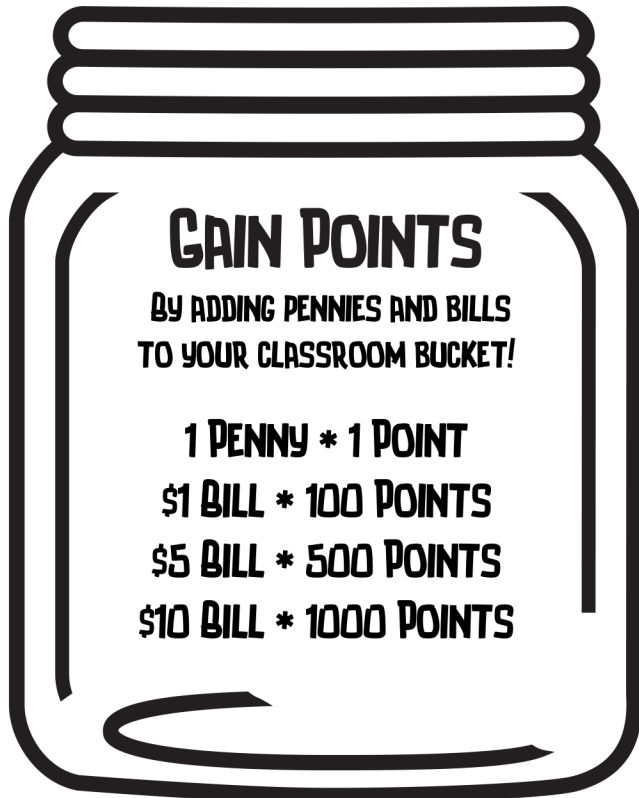 GAIN POINTS
BY ADDING PENNIES AND BILLS
TO YOUR CLASSROOM BUCKET!
1 PENNY * 1 POINT
$1 BILL * 100 POINTS
$5 BILL * 500 POINTS
$10 BILL * 1000 POINTS